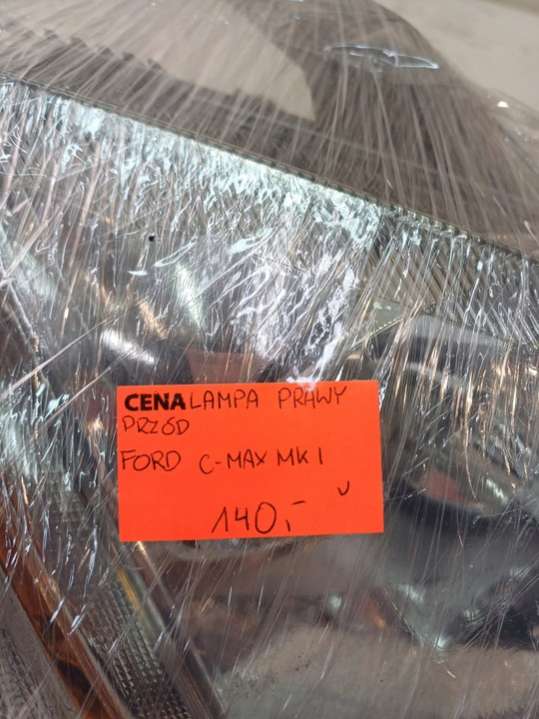 CENA LAMPA PRAWY
PRZÓD
FORD C-MAX MK I
140,-